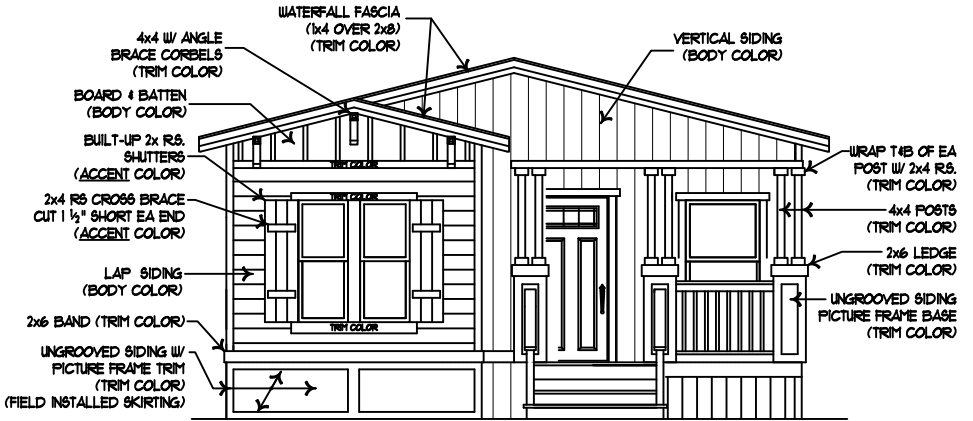 WATERFALL FASCIA
(1x4 OVER 2x8)
(TRIM COLOR)
4x4 W/ ANGLE
BRACE CORBELS
(TRIM COLOR)
BOARD & BATTEN
(BODY COLOR)
BUILT-UP 2x R.S.
SHUTTERS
(ACCENT COLOR)
2x4 RS CROSS BRACE
CUT 1 ½" SHORT EA END
(ACCENT COLOR)
LAP SIDING
(BODY COLOR)
2x6 BAND (TRIM COLOR)
UNGROOVED SIDING W/
PICTURE FRAME TRIM
(TRIM COLOR)
(FIELD INSTALLED SKIRTING)
TRIM COLOR
TRIM COLOR
TRIM COLOR
VERTICAL SIDING
(BODY COLOR)
WRAP T&B OF EA
POST W/ 2x4 R.S.
(TRIM COLOR)
4x4 POSTS
(TRIM COLOR)
2x6 LEDGE
(TRIM COLOR)
UNGROOVED SIDING
PICTURE FRAME BASE
(TRIM COLOR)